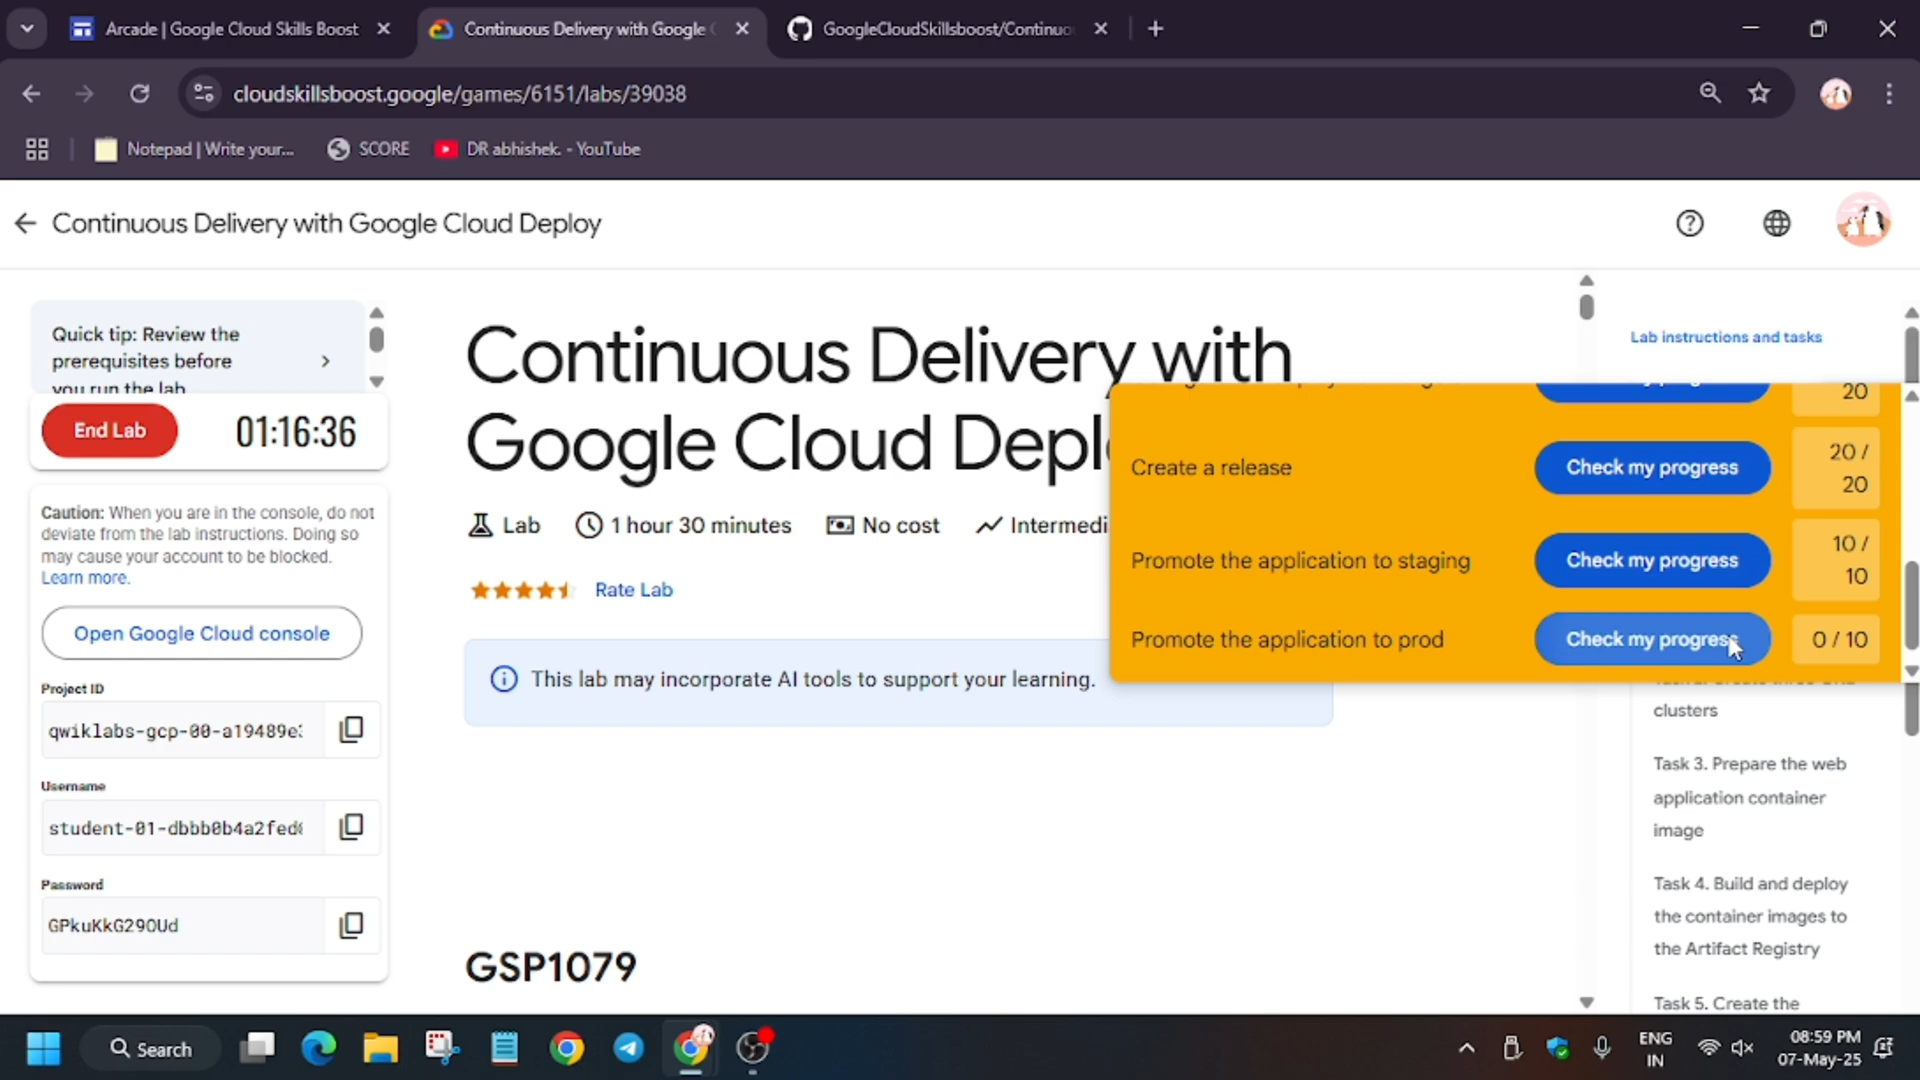 Arcade | Google Cloud Skills Boost
Continuous Delivery with Google C
GoogleCloudSkillsboost/Continuo
cloudskillsboost.google/games/6151/labs/39038
Notepad | Write your...
SCORE
DR abhishek. - YouTube
Continuous Delivery with Google Cloud Deploy
Quick tip: Review the
prerequisites before
you run the lab
End Lab
01:16:36
Caution: When you are in the console, do not
deviate from the lab instructions. Doing so
may cause your account to be blocked.
Learn more.
Open Google Cloud console
Project ID
qwiklabs-gcp-00-a19489e3
Username
student-01-dbbb0b4a2fed
Password
GPkuKkG29OUd
Continuous Delivery with
Google Cloud Depl
Lab
1 hour 30 minutes
No cost
Intermedi
Rate Lab
This lab may incorporate AI tools to support your learning.
GSP1079
Lab instructions and tasks
20
Create a release
Check my progress
20 /
20
Promote the application to staging
Check my progress
10 /
10
Promote the application to prod
Check my progress
0 / 10
clusters
Task 3. Prepare the web
application container
image
Task 4. Build and deploy
the container images to
the Artifact Registry
Task 5. Create the
Search
ENG
IN
08:59 PM
07-May-25